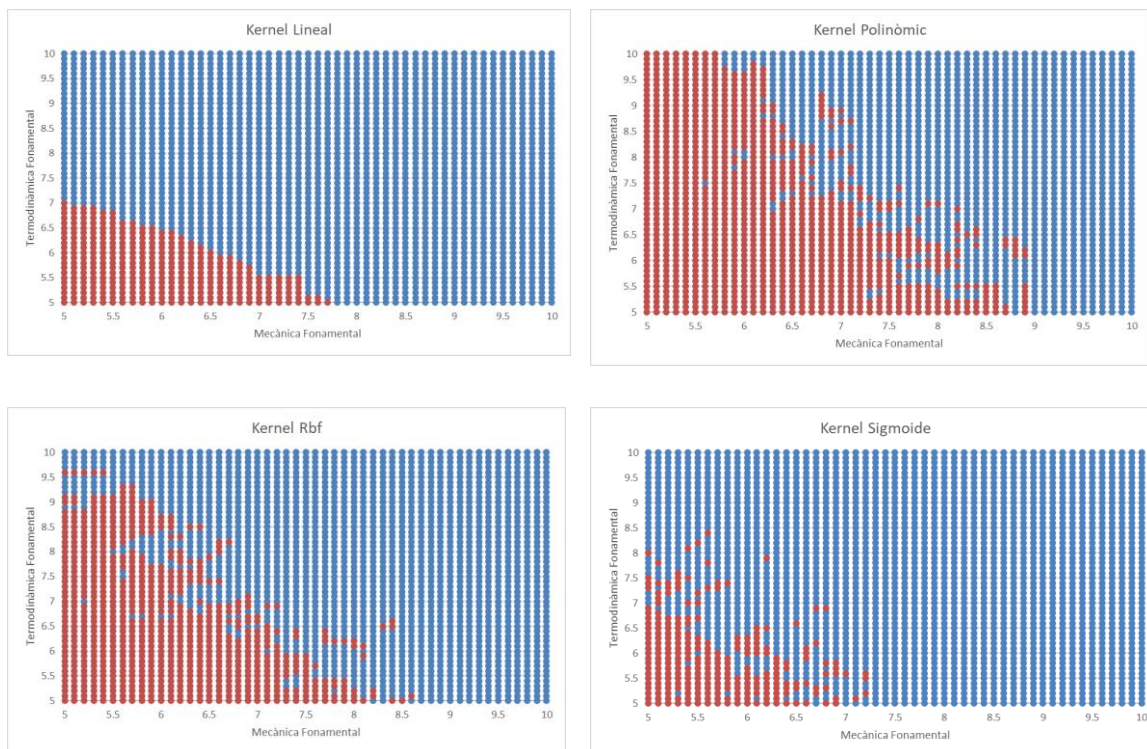 Kernel Lineal
Termodinàmica Fonamental
10
9.5
9
8.5
8
7.5
7
6.5
6
5.5
5
5 5.5 6 6.5 7 7.5 8 8.5 9 9.5 10
Mecànica Fonamental
Kernel Polinòmic
Termodinàmica Fonamental
10
9.5
9
8.5
8
7.5
7
6.5
6
5.5
5
5 5.5 6 6.5 7 7.5 8 8.5 9 9.5 10
Mecànica Fonamental
Kernel Rbf
Termodinàmica Fonamental
10
9.5
9
8.5
8
7.5
7
6.5
6
5.5
5
5 5.5 6 6.5 7 7.5 8 8.5 9 9.5 10
Mecànica Fonamental
Kernel Sigmoide
Termodinàmica Fonamental
10
9.5
9
8.5
8
7.5
7
6.5
6
5.5
5
5 5.5 6 6.5 7 7.5 8 8.5 9 9.5 10
Mecànica Fonamental